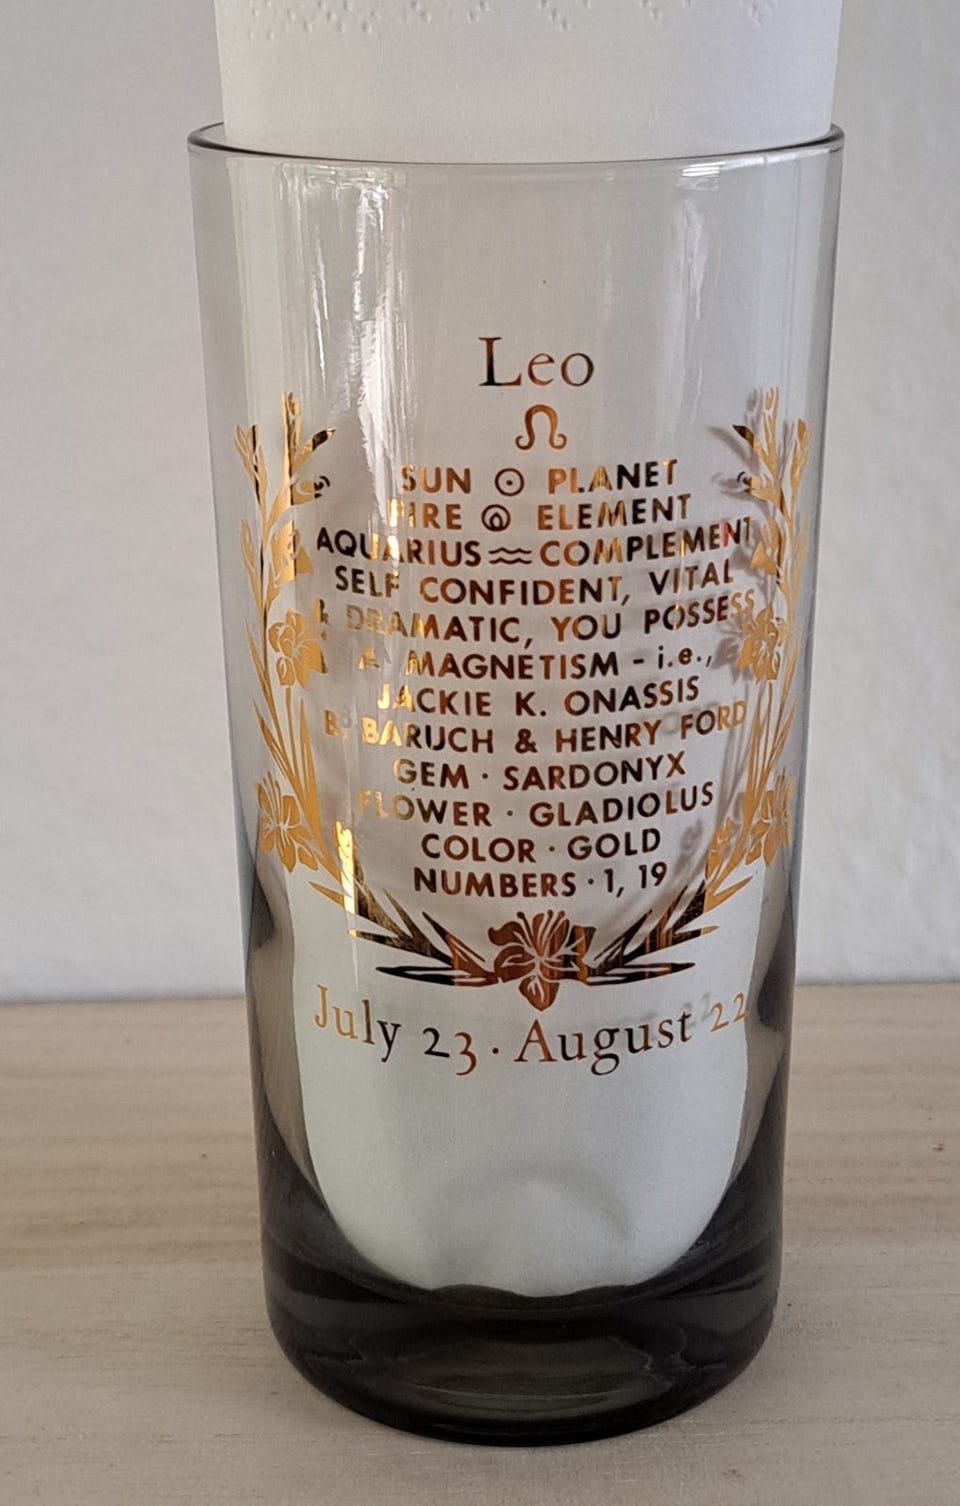 Leo
♌
SUN ☉ PLANET
FIRE ELEMENT
AQUARIUS ♒ COMPLEMENT
SELF CONFIDENT, VITAL
& DRAMATIC, YOU POSSESS
A MAGNETISM - i.e.,
JACKIE K. ONASSIS
B. BARUCH & HENRY FORD
GEM · SARDONYX
FLOWER · GLADIOLUS
COLOR · GOLD
NUMBERS · 1, 19
July 23 · August 22